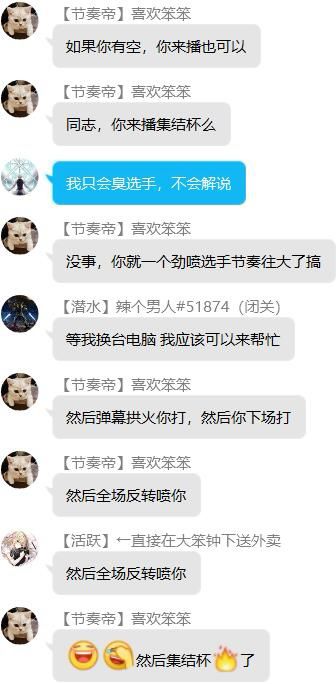 【节奏帝】喜欢笨笨
如果你有空，你来播也可以
【节奏帝】喜欢笨笨
同志，你来播集结杯么
我只会臭选手，不会解说
【节奏帝】喜欢笨笨
没事，你就一个劲喷选手节奏往大了搞
【潜水】辣个男人#51874（闭关）
等我换台电脑 我应该可以来帮忙
【节奏帝】喜欢笨笨
然后弹幕拱火你打，然后你下场打
【节奏帝】喜欢笨笨
然后全场反转喷你
【活跃】←直接在大笨钟下送外卖
然后全场反转喷你
【节奏帝】喜欢笨笨
😆🤣然后集结杯🔥了